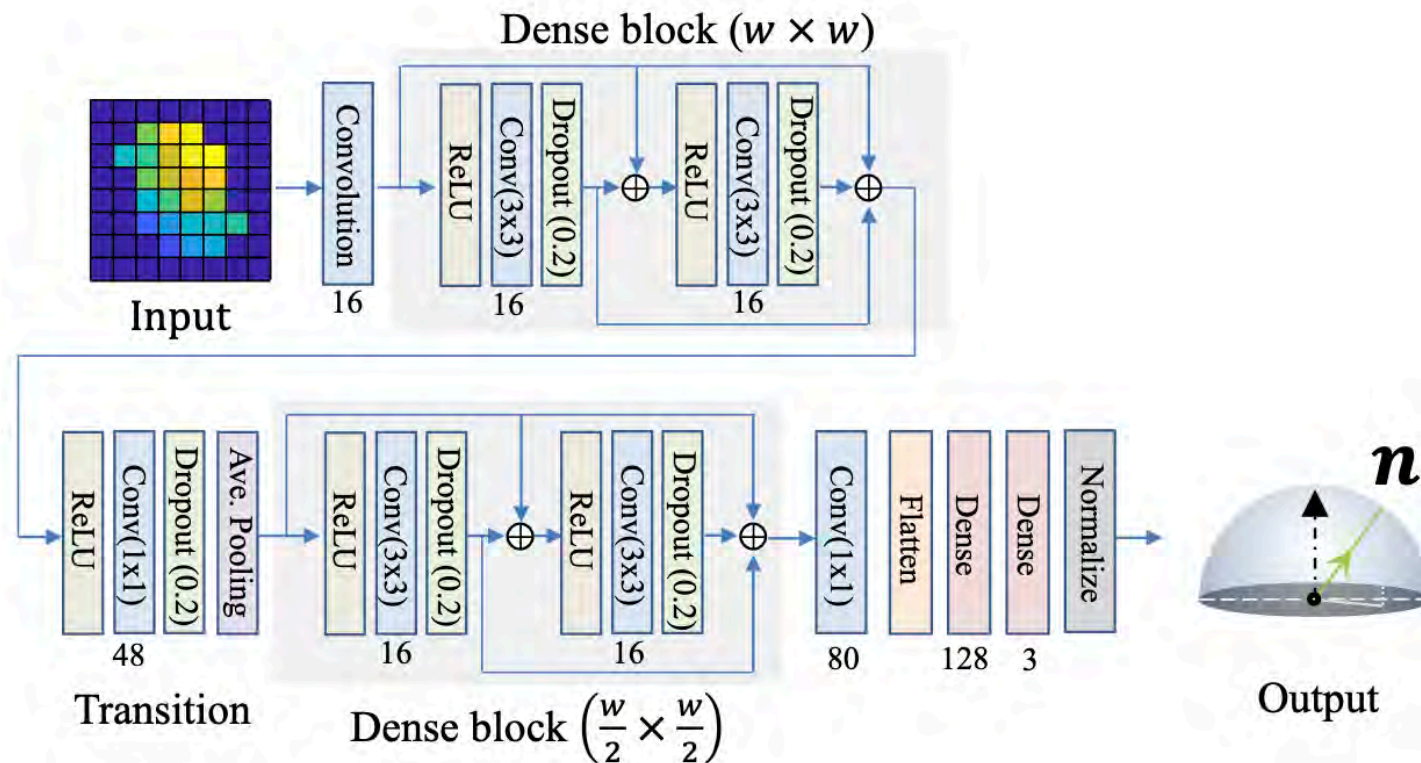 Dense block (w × w)
Input
Convolution
16
ReLU
Conv(3x3)
Dropout (0.2)
16
⊕
ReLU
Conv(3x3)
Dropout (0.2)
16
⊕
ReLU
Conv(1x1)
Dropout (0.2)
Ave. Pooling
48
Transition
ReLU
Conv(3x3)
Dropout (0.2)
16
⊕
ReLU
Conv(3x3)
Dropout (0.2)
16
⊕
Dense block (w/2 × w/2)
Conv(1x1)
80
Flatten
Dense
128
Dense
3
Normalize
n
Output